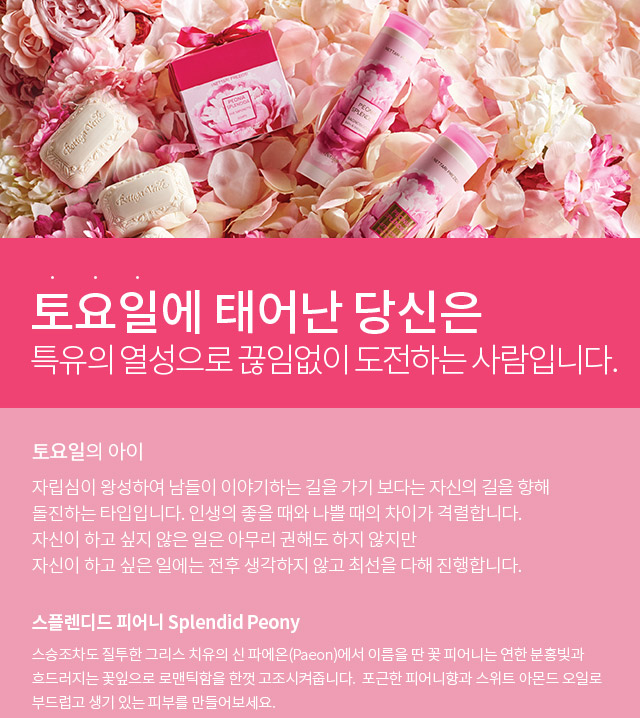 PEONIA
SPLENDIDA
토요일에 태어난 당신은
특유의 열성으로 끊임없이 도전하는 사람입니다.
토요일의 아이
자립심이 왕성하여 남들이 이야기하는 길을 가기 보다는 자신의 길을 향해
돌진하는 타입입니다. 인생의 좋을 때와 나쁠 때의 차이가 격렬합니다.
자신이 하고 싶지 않은 일은 아무리 권해도 하지 않지만
자신이 하고 싶은 일에는 전후 생각하지 않고 최선을 다해 진행합니다.
스플렌디드 피어니 Splendid Peony
스승조차도 질투한 그리스 치유의 신 파에온(Paeon)에서 이름을 딴 꽃 피어니는 연한 분홍빛과
흐드러지는 꽃잎으로 로맨틱함을 한껏 고조시켜줍니다. 포근한 피어니향과 스위트 아몬드 오일로
부드럽고 생기 있는 피부를 만들어보세요.